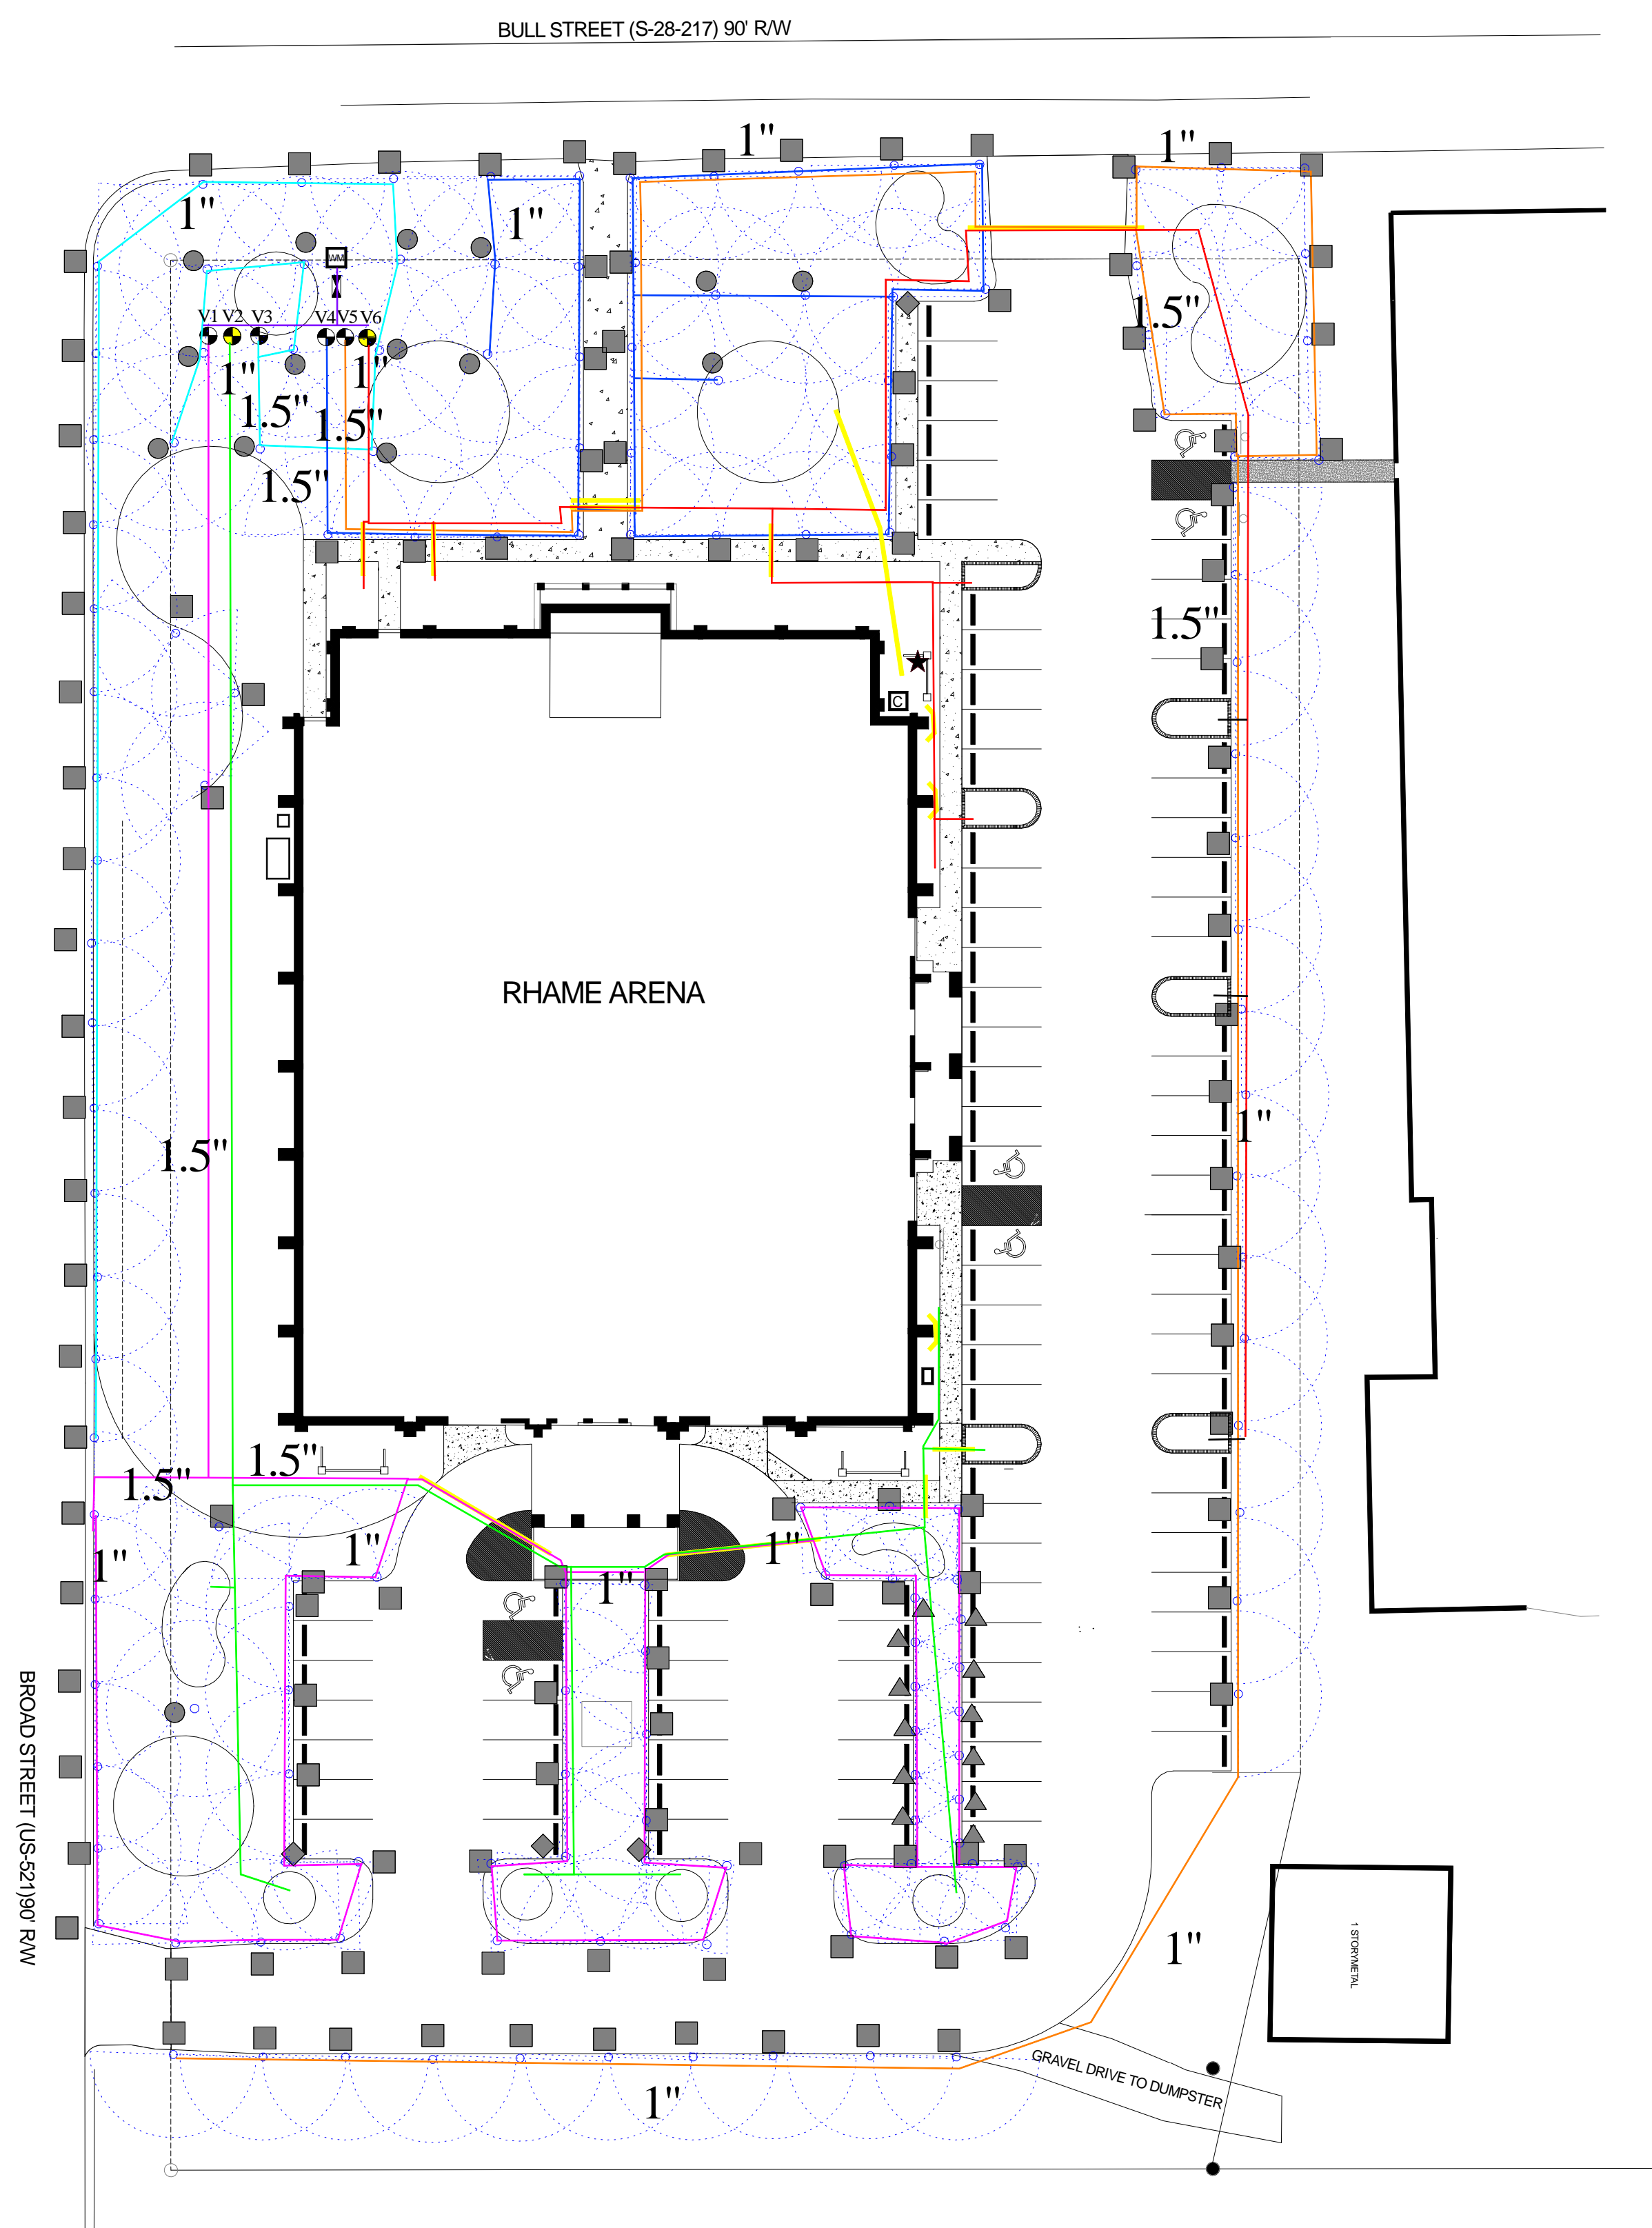 BULL STREET (S-28-217) 90' R/W
1"
1"
1"
1"
WM
V1 V2 V3 V4 V5 V6
1.5"
1"
1"
1.5"
1.5"
1.5"
1.5"
C
RHAME ARENA
1"
1.5"
1.5"
1.5"
1"
1"
1"
1"
BROAD STREET (US-521)90' R/W
1 STORYMETAL
1"
GRAVEL DRIVE TO DUMPSTER
1"